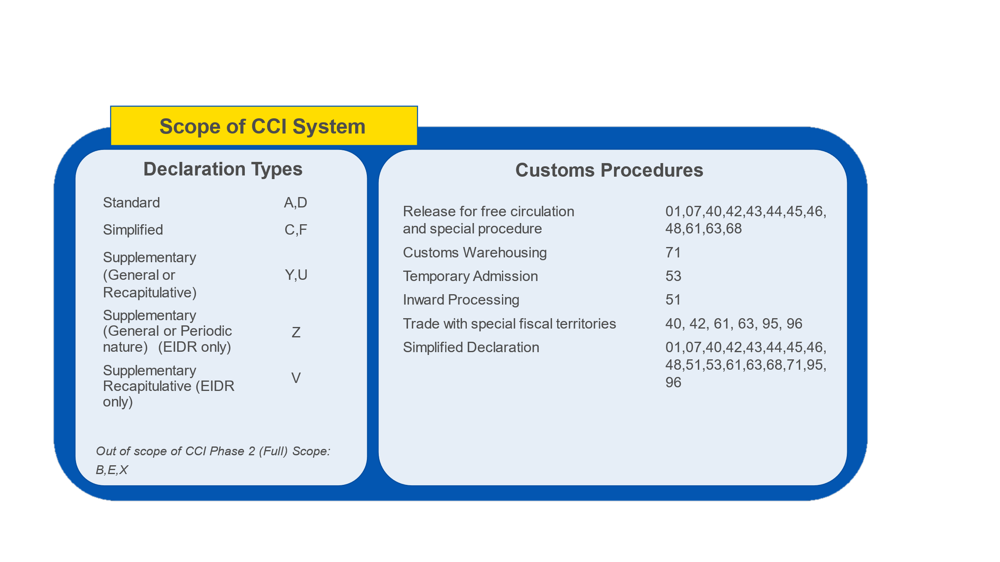 Scope of CCI System
Declaration Types
Standard A,D
Simplified C,F
Supplementary
(General or Y,U
Recapitulative)
Supplementary
(General or Periodic Z
nature) (EIDR only)
Supplementary
Recapitulative (EIDR V
only)
Out of scope of CCI Phase 2 (Full) Scope:
B,E,X
Customs Procedures
Release for free circulation 01,07,40,42,43,44,45,46,
and special procedure 48,61,63,68
Customs Warehousing 71
Temporary Admission 53
Inward Processing 51
Trade with special fiscal territories 40, 42, 61, 63, 95, 96
Simplified Declaration 01,07,40,42,43,44,45,46,
48,51,53,61,63,68,71,95,
96